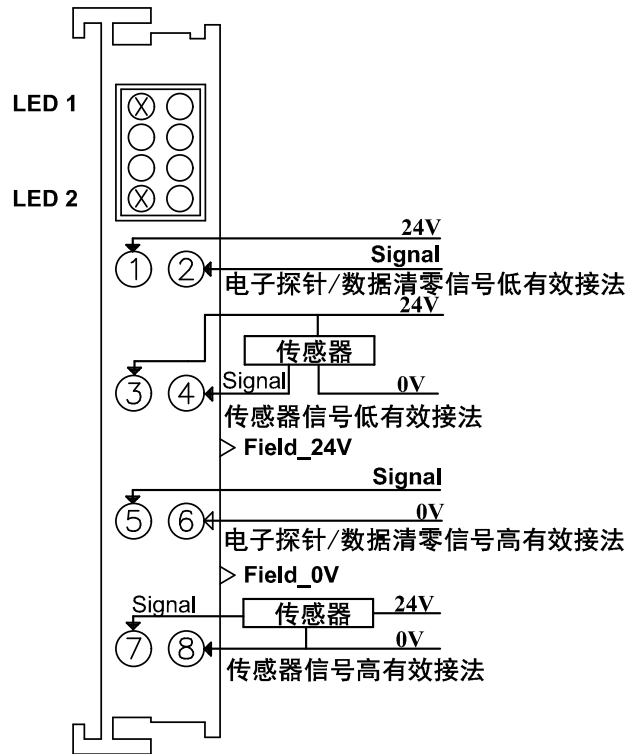 LED 1
LED 2
24V
1 2
Signal
电子探针/数据清零信号低有效接法
24V
传感器
3 4
Signal
0V
传感器信号低有效接法
Field_24V
Signal
5 6
0V
电子探针/数据清零信号高有效接法
Field_0V
Signal
传感器
24V
7 8
0V
传感器信号高有效接法